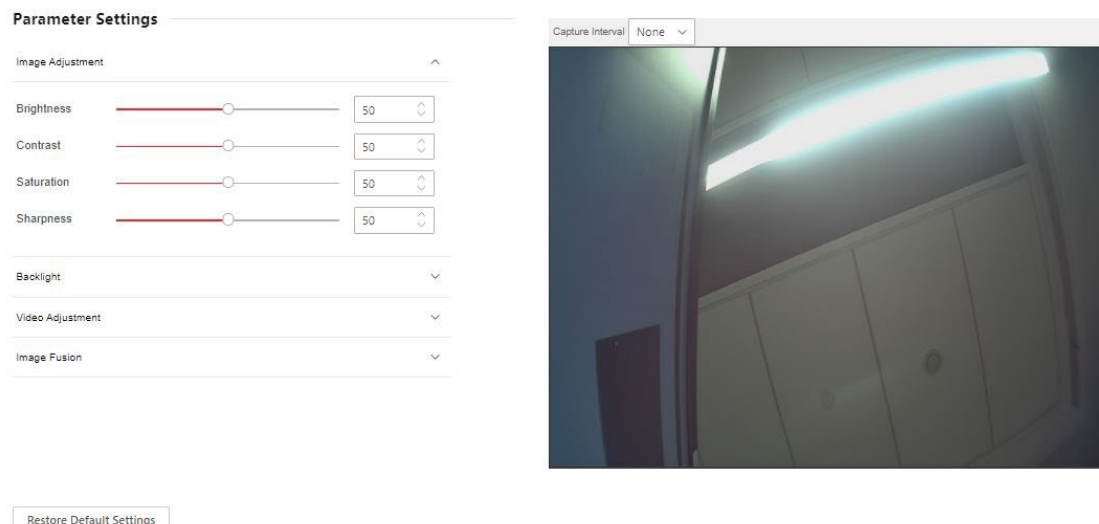 Parameter Settings
Image Adjustment
Brightness 50
Contrast 50
Saturation 50
Sharpness 50
Backlight
Video Adjustment
Image Fusion
Restore Default Settings
Capture Interval None